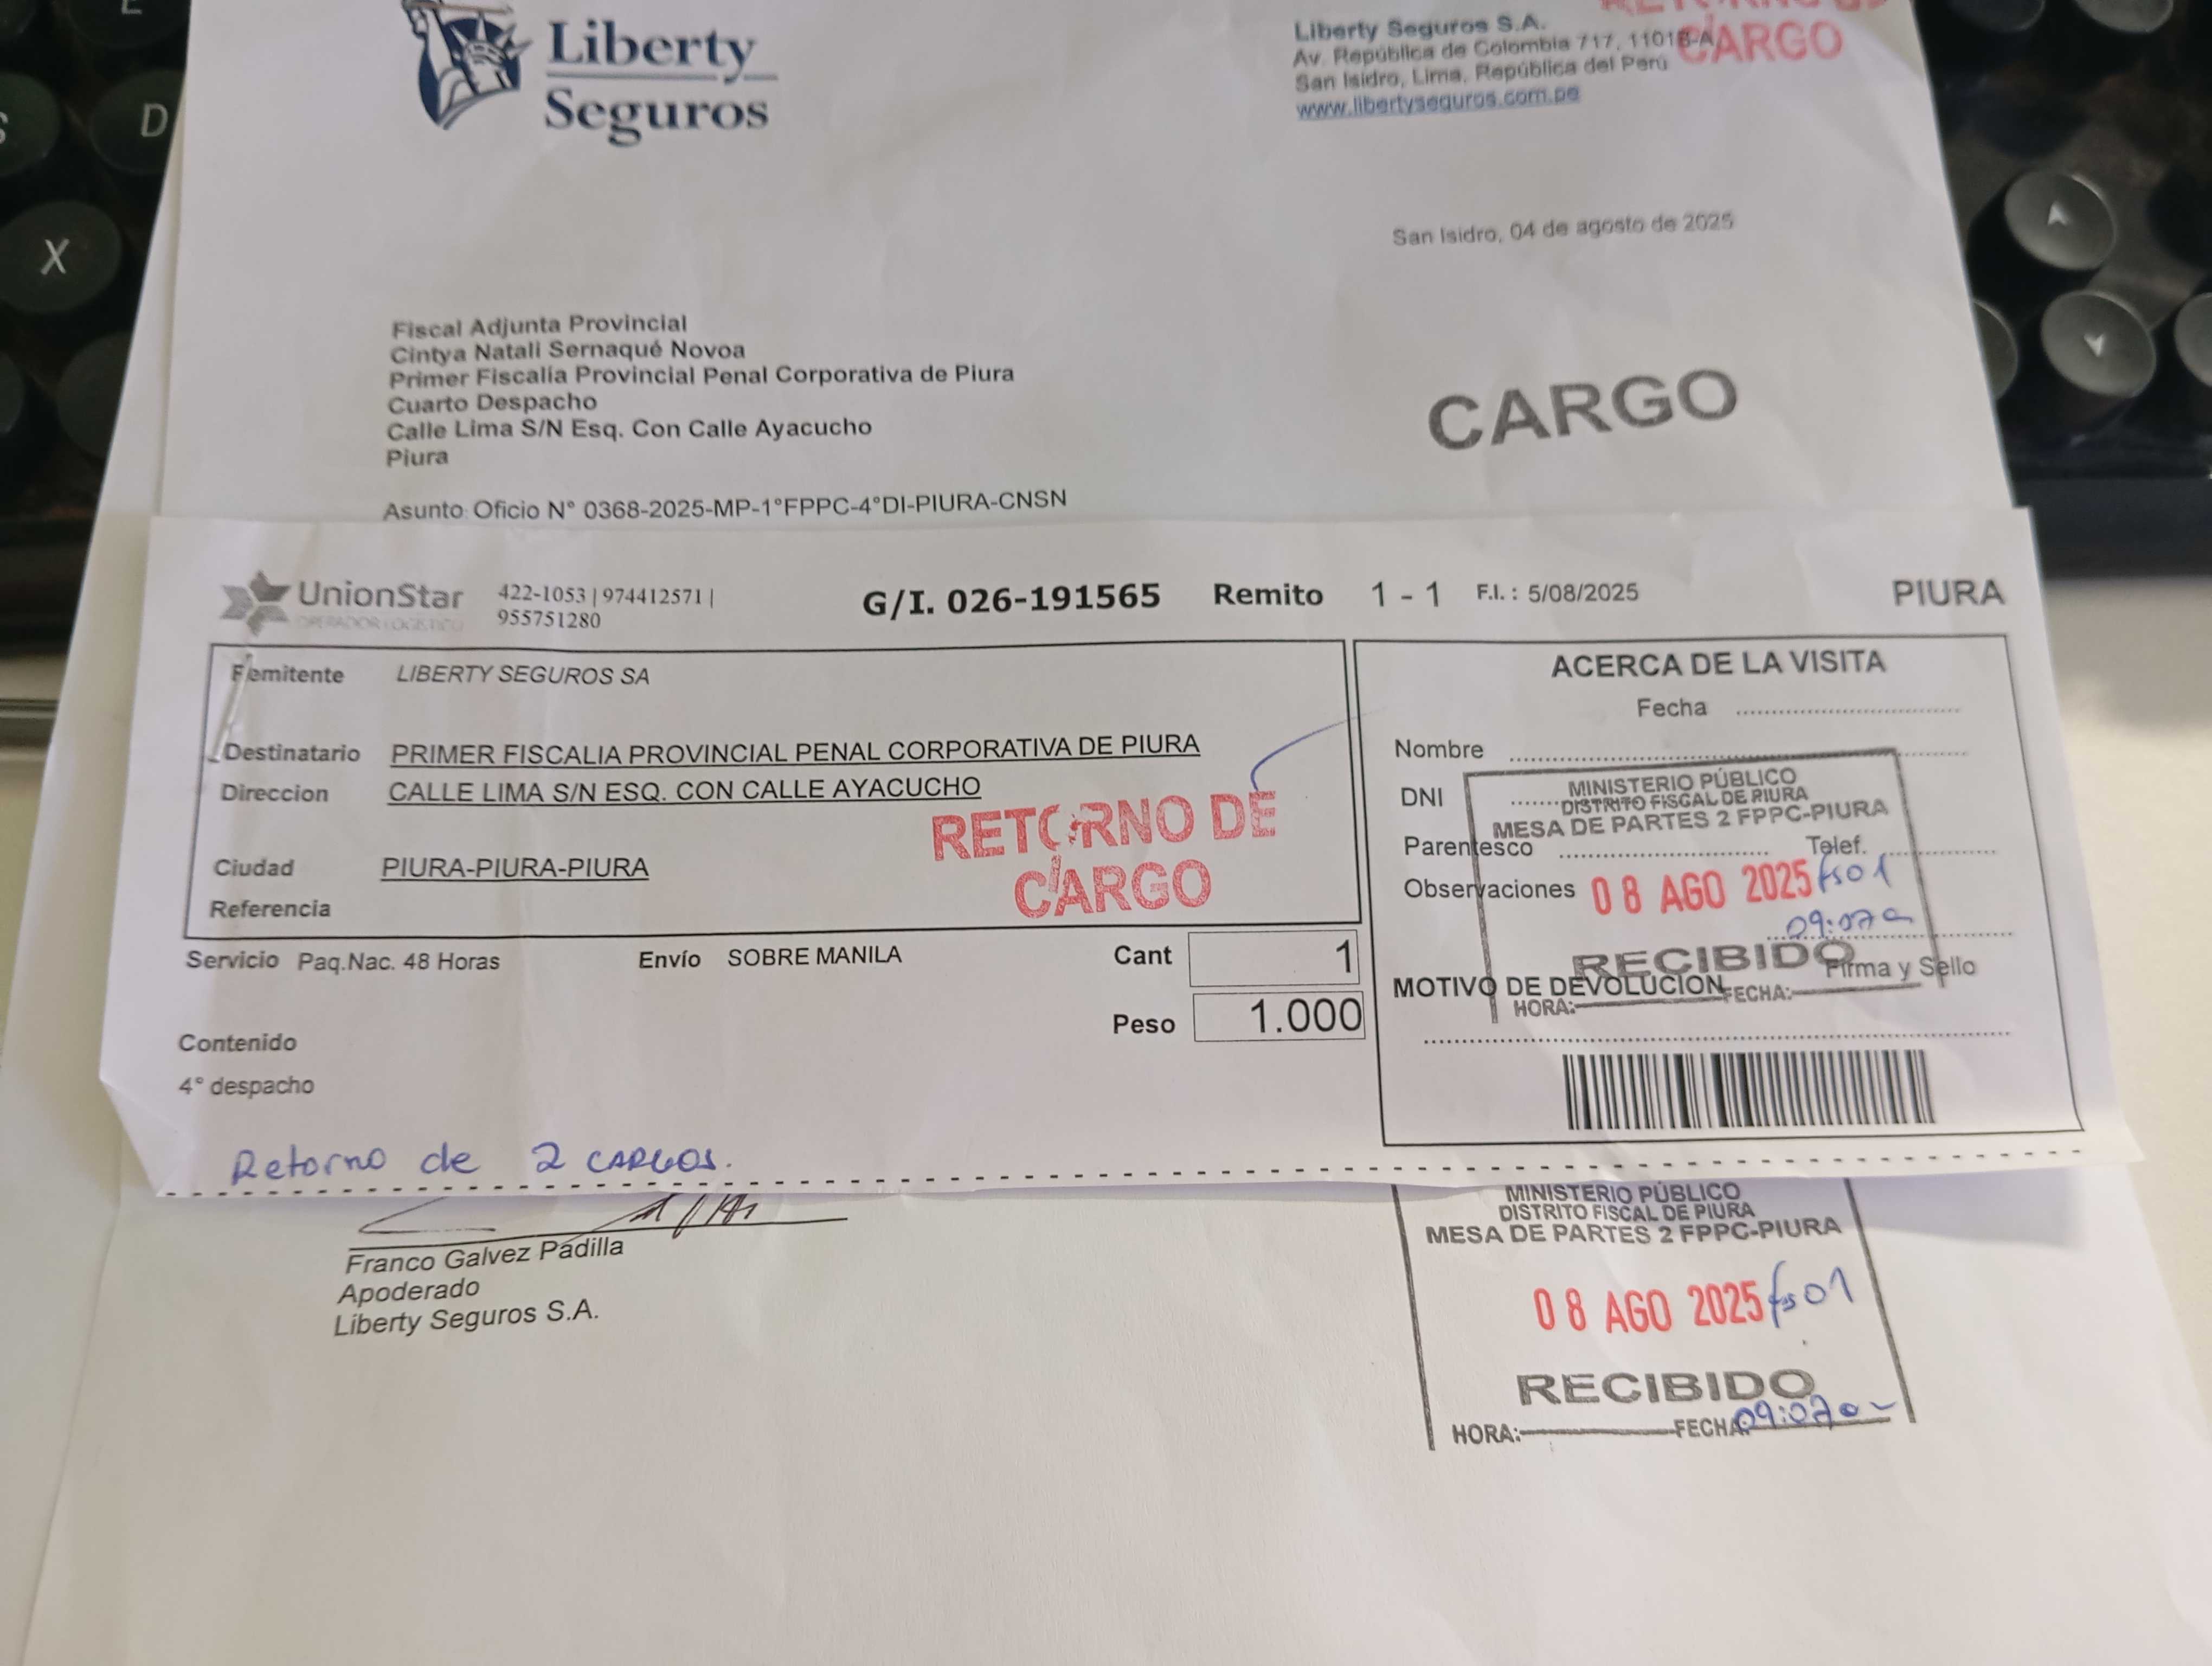 Liberty
Seguros
Liberty Seguros S.A.
Av. República de Colombia 717, 1101B-A
San Isidro, Lima, República del Perú
www.libertyseguros.com.pe
CARGO
San Isidro, 04 de agosto de 2025
Fiscal Adjunta Provincial
Cintya Natali Sernaqué Novoa
Primer Fiscalía Provincial Penal Corporativa de Piura
Cuarto Despacho
Calle Lima S/N Esq. Con Calle Ayacucho
Piura
CARGO
Asunto Oficio N° 0368-2025-MP-1°FPPC-4°DI-PIURA-CNSN
UnionStar
OPERADOR LOGISTICO
422-1053 | 974412571 |
955751280
G/I. 026-191565 Remito 1 - 1 F.I. : 5/08/2025 PIURA
Remitente LIBERTY SEGUROS SA
Destinatario PRIMER FISCALIA PROVINCIAL PENAL CORPORATIVA DE PIURA
Direccion CALLE LIMA S/N ESQ. CON CALLE AYACUCHO
Ciudad PIURA-PIURA-PIURA
Referencia
RETORNO DE
CARGO
Servicio Paq.Nac. 48 Horas Envío SOBRE MANILA Cant 1
Peso 1.000
Contenido
4° despacho
Retorno de 2 CARGOS.
ACERCA DE LA VISITA
Fecha
Nombre
DNI
Parentesco Telef.
Observaciones
Firma y Sello
MOTIVO DE DEVOLUCION
MINISTERIO PÚBLICO
DISTRITO FISCAL DE PIURA
MESA DE PARTES 2 FPPC-PIURA
08 AGO 2025 fs01
09:07a
RECIBIDO
HORA: FECHA:
Franco Galvez Padilla
Apoderado
Liberty Seguros S.A.
MINISTERIO PÚBLICO
DISTRITO FISCAL DE PIURA
MESA DE PARTES 2 FPPC-PIURA
08 AGO 2025 fs01
RECIBIDO
HORA: FECHA: 09:07a
D
X